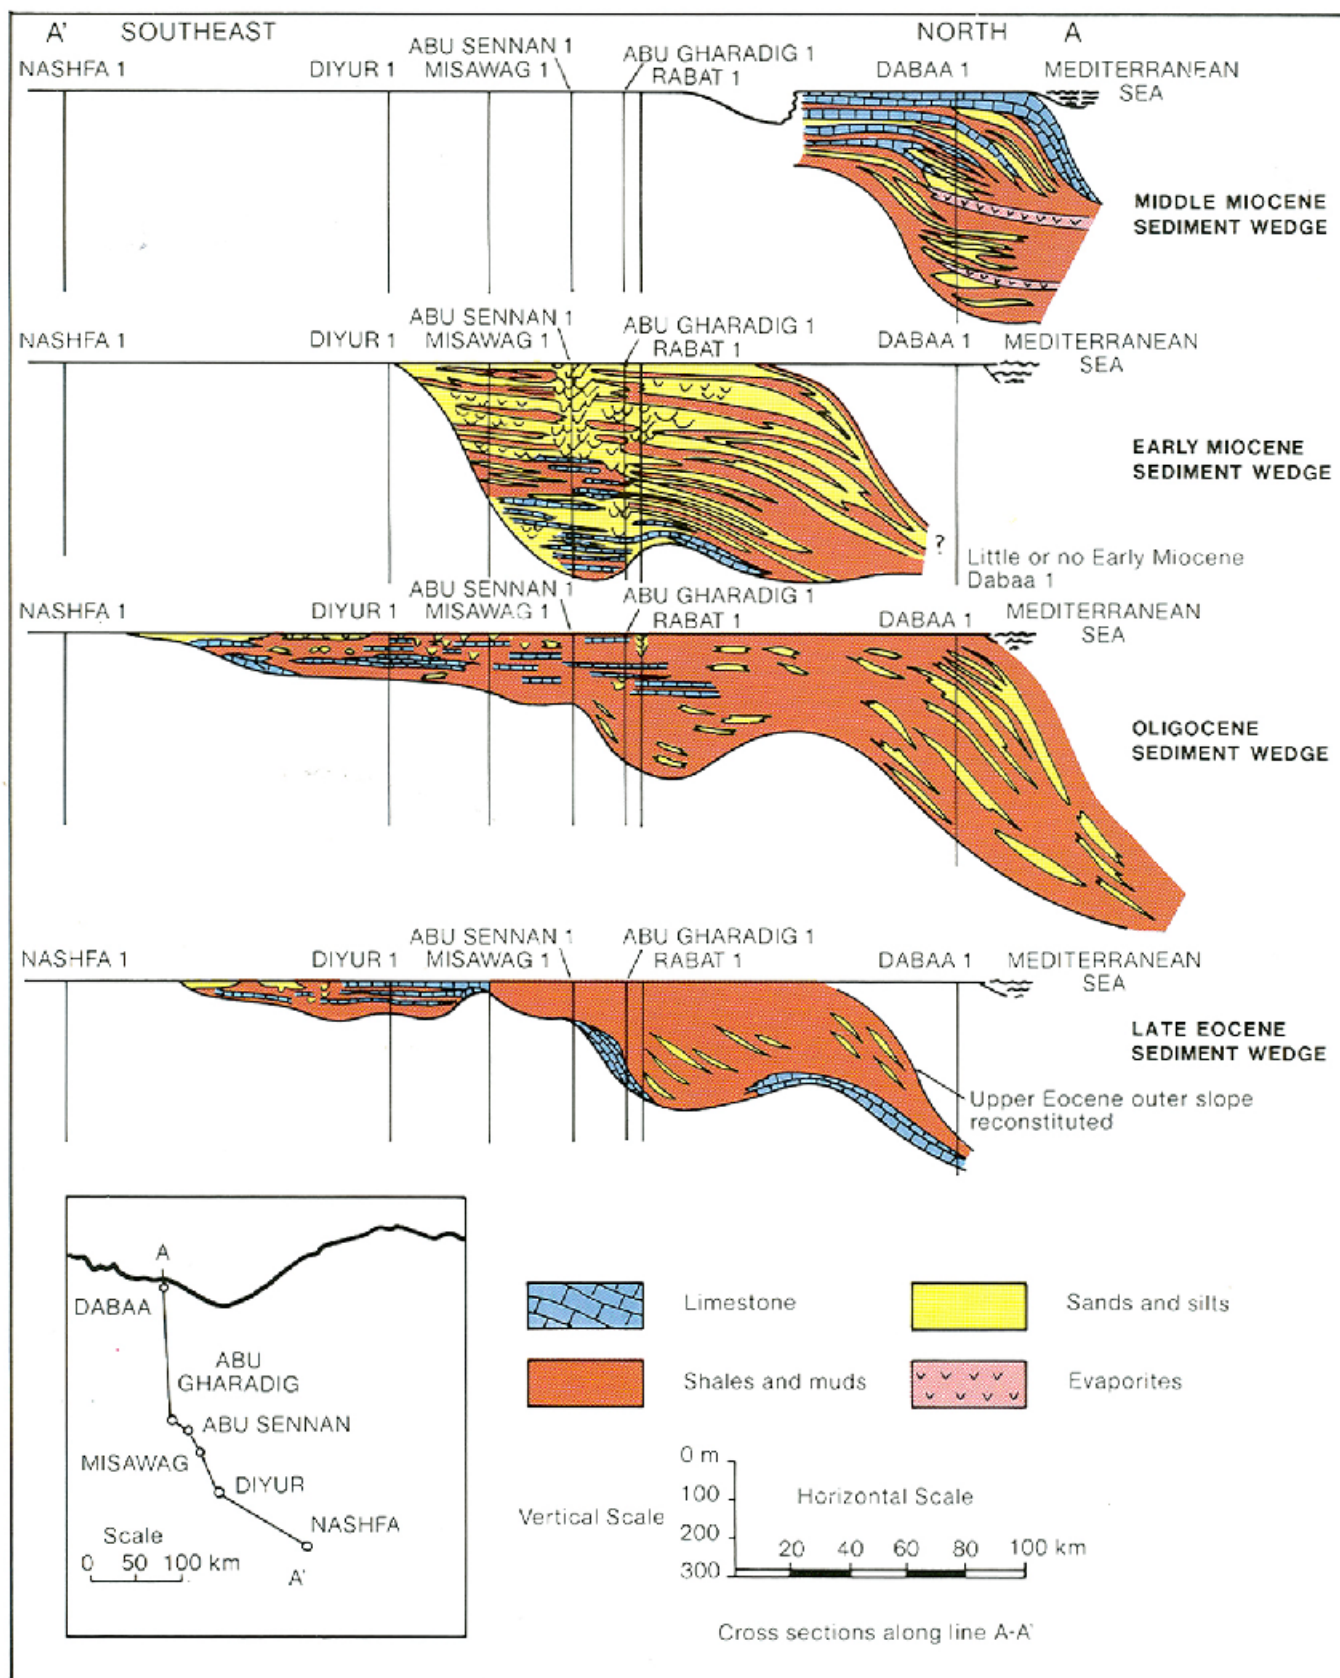 A' SOUTHEAST NORTH A
ABU SENNAN 1 ABU GHARADIG 1
NASHFA 1 DIYUR 1 MISAWAG 1 RABAT 1 DABAA 1 MEDITERRANEAN
SEA
MIDDLE MIOCENE
SEDIMENT WEDGE
ABU SENNAN 1 ABU GHARADIG 1
NASHFA 1 DIYUR 1 MISAWAG 1 RABAT 1 DABAA 1 MEDITERRANEAN
SEA
EARLY MIOCENE
SEDIMENT WEDGE
?
Little or no Early Miocene
Dabaa 1
ABU SENNAN 1 ABU GHARADIG 1
NASHFA 1 DIYUR 1 MISAWAG 1 RABAT 1 DABAA 1 MEDITERRANEAN
SEA
OLIGOCENE
SEDIMENT WEDGE
ABU SENNAN 1 ABU GHARADIG 1
NASHFA 1 DIYUR 1 MISAWAG 1 RABAT 1 DABAA 1 MEDITERRANEAN
SEA
LATE EOCENE
SEDIMENT WEDGE
Upper Eocene outer slope
reconstituted
A
DABAA
ABU
GHARADIG
ABU SENNAN
MISAWAG
DIYUR
NASHFA
A'
Scale
0 50 100 km
Limestone
Sands and silts
Shales and muds
Evaporites
Vertical Scale
0 m
100
200
300
Horizontal Scale
20 40 60 80 100 km
Cross sections along line A-A'